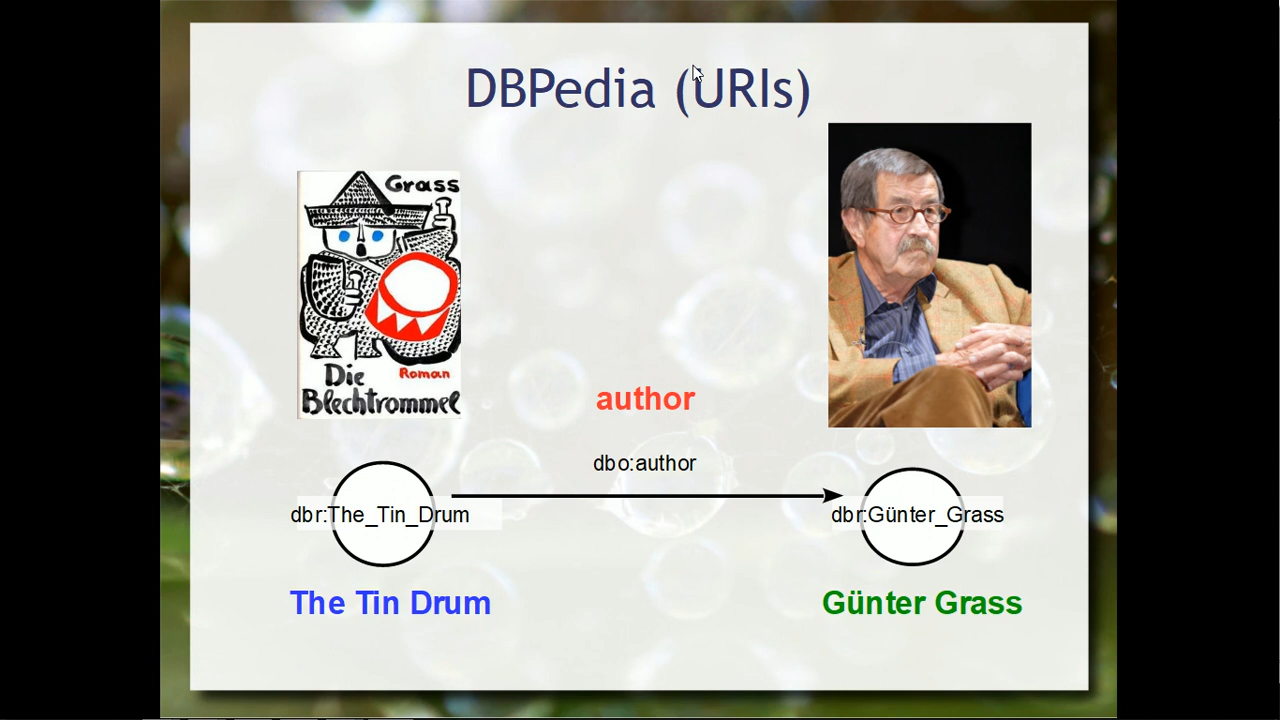 DBPedia (URIs)
Grass
Die
Roman
Blechtrommel
author
dbo:author
dbr:The_Tin_Drum
dbr:Günter_Grass
The Tin Drum
Günter Grass